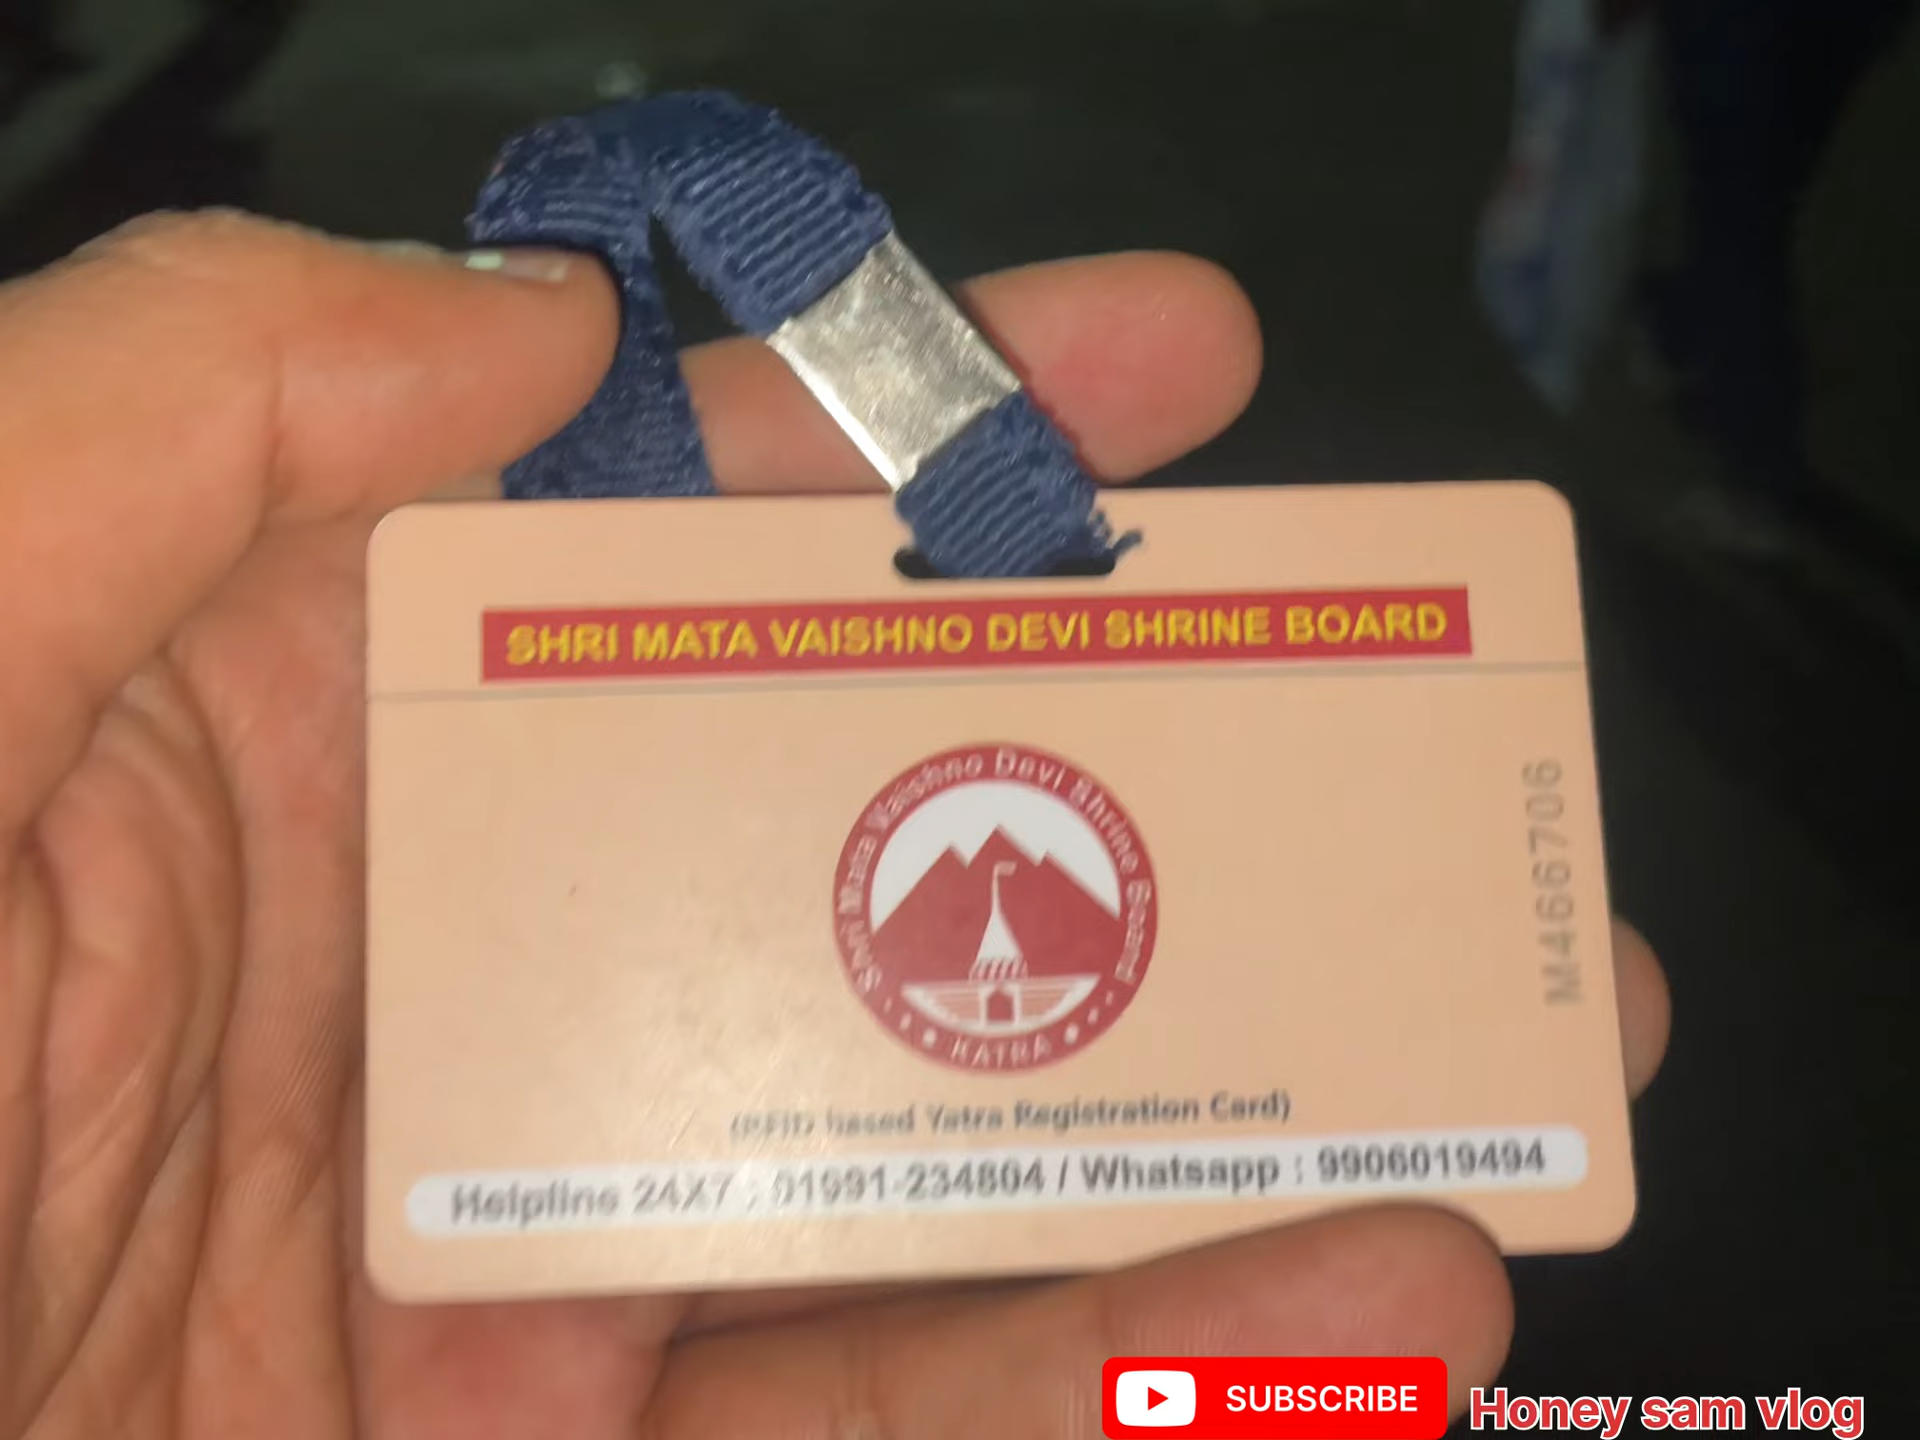 SHRI MATA VAISHNO DEVI SHRINE BOARD
Shri Mata Vaishno Devi Shrine Board
KATRA
M466706
(RFID based Yatra Registration Card)
Helpline 24X7 : 01991-234804 / Whatsapp : 9906019494
SUBSCRIBE
Honey sam vlog